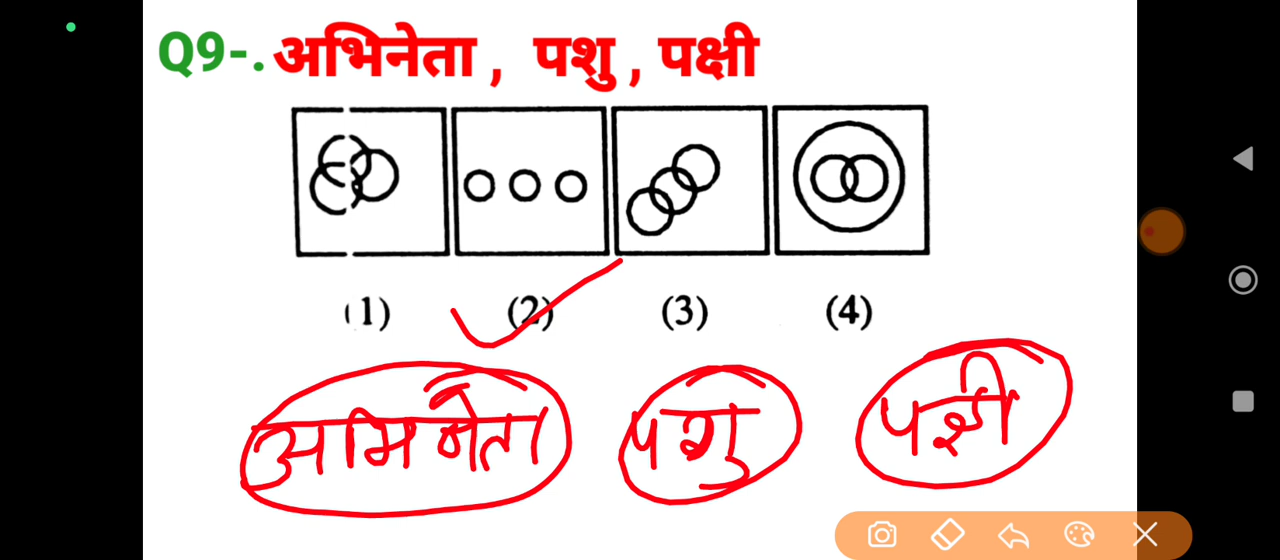 Q9-. अभिनेता , पशु , पक्षी
(1) (2) (3) (4)
अभिनेता पशु पक्षी